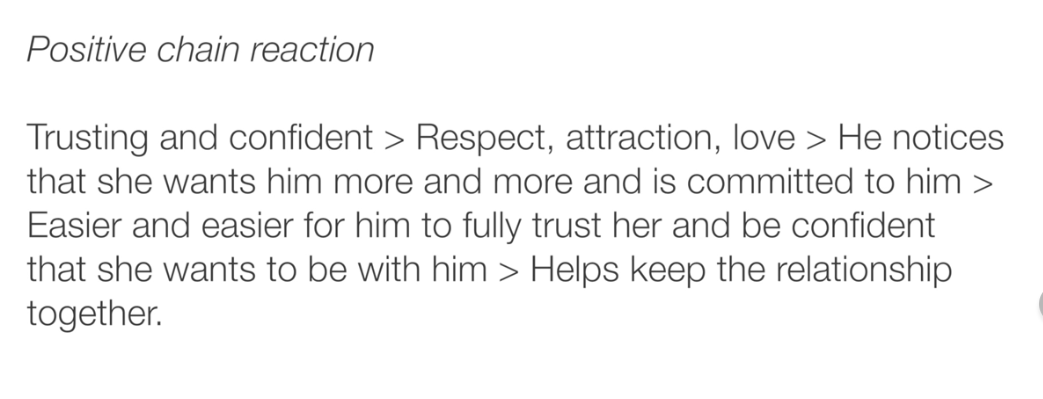 Positive chain reaction
Trusting and confident > Respect, attraction, love > He notices
that she wants him more and more and is committed to him >
Easier and easier for him to fully trust her and be confident
that she wants to be with him > Helps keep the relationship
together.